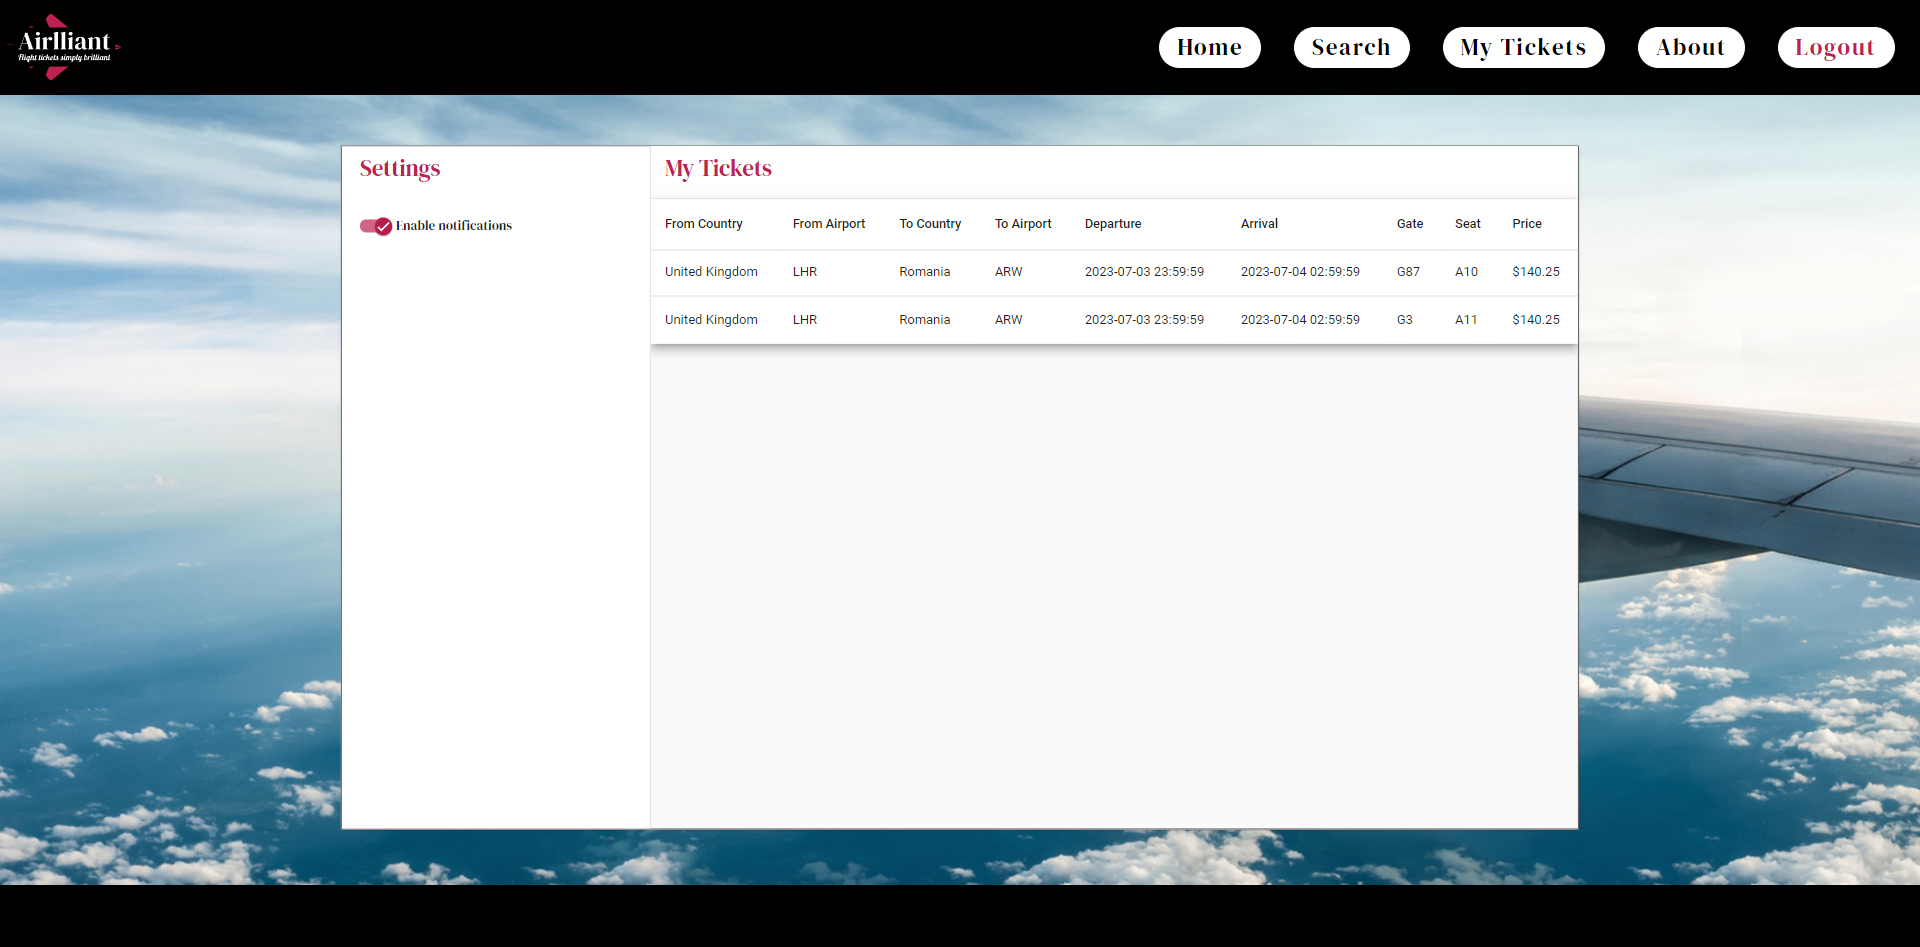 Airlliant
Flight tickets simply brilliant
Home Search My Tickets About Logout
Settings
Enable notifications
My Tickets
From Country From Airport To Country To Airport Departure Arrival Gate Seat Price
United Kingdom LHR Romania ARW 2023-07-03 23:59:59 2023-07-04 02:59:59 G87 A10 $140.25
United Kingdom LHR Romania ARW 2023-07-03 23:59:59 2023-07-04 02:59:59 G3 A11 $140.25